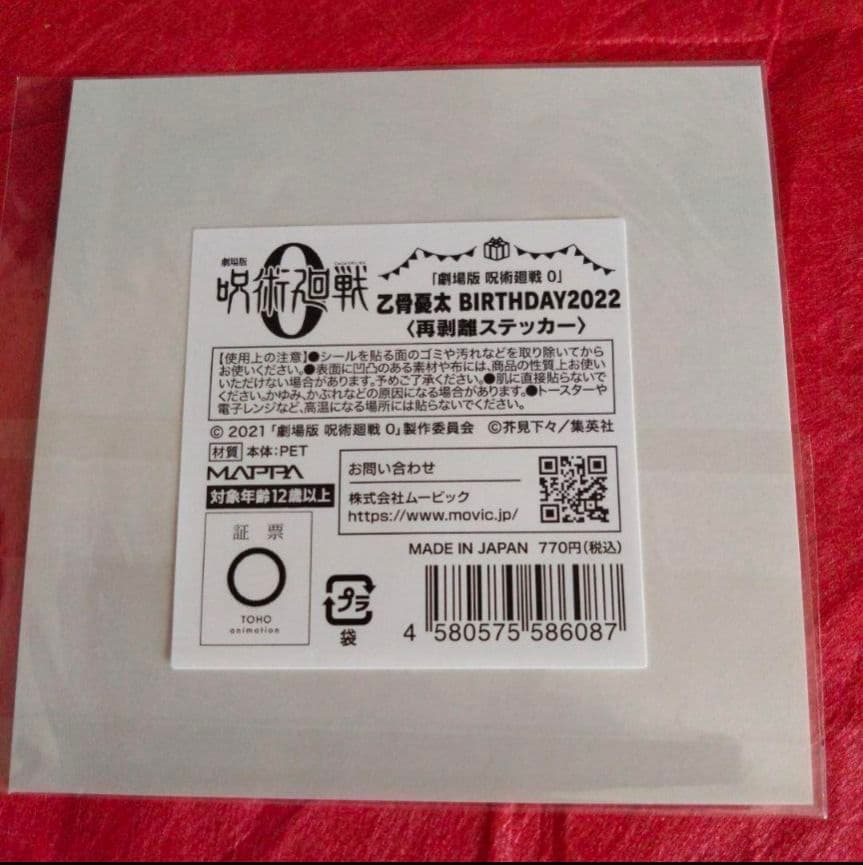 劇場版
呪術廻戦
0
「劇場版 呪術廻戦 0」
乙骨憂太 BIRTHDAY2022
〈再剥離ステッカー〉
【使用上の注意】●シールを貼る面のゴミや汚れなどを取り除いてから
お使いください。●表面に凹凸のある素材や布には、商品の性質上お使い
いただけない場合があります。予めご了承ください。●肌に直接貼らないで
ください。かゆみ、かぶれなどの原因になる場合があります。●トースターや
電子レンジなど、高温になる場所には貼らないでください。
© 2021 「劇場版 呪術廻戦 0」製作委員会 ©芥見下々／集英社
材質 本体：PET
MAPPA
対象年齢12歳以上
お問い合わせ
株式会社ムービック
https://www.movic.jp/
MADE IN JAPAN 770円（税込）
証 票
TOHO
animation
プラ
袋
4 580575 586087